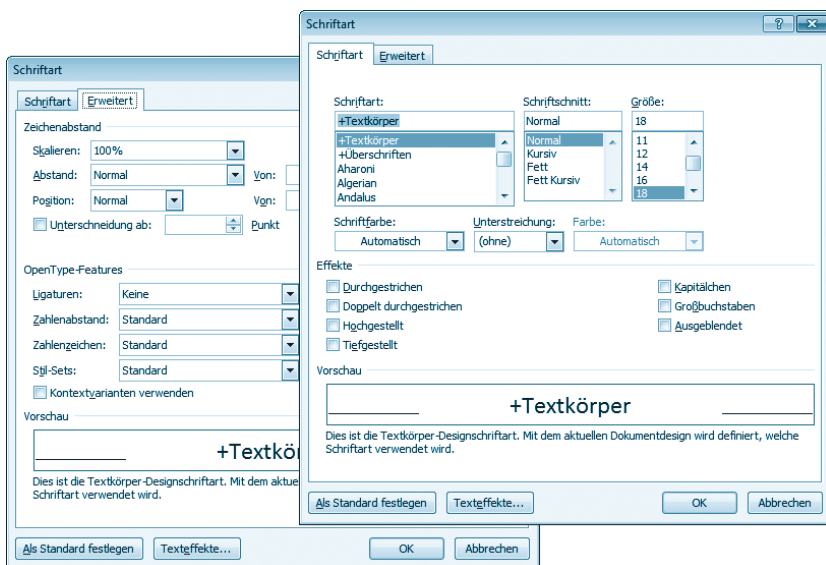 Schriftart
Schriftart Erweitert
Zeichenabstand
Skalieren: 100%
Abstand: Normal Von:
Position: Normal Von:
Unterschneidung ab: Punkt
OpenType-Features
Ligaturen: Keine
Zahlenabstand: Standard
Zahlenzeichen: Standard
Stil-Sets: Standard
Kontextvarianten verwenden
Vorschau
+Textkö
Dies ist die Textkörper-Designschriftart. Mit dem aktue
Schriftart verwendet wird.
Als Standard festlegen Texteffekte... OK Abbrechen
Schriftart
Schriftart Erweitert
Schriftart: Schriftschnitt: Größe:
+Textkörper Normal 18
+Textkörper Normal 11
+Überschriften Kursiv 12
Aharoni Fett 14
Algerian Fett Kursiv 16
Andalus 18
Schriftfarbe: Unterstreichung: Farbe:
Automatisch (ohne) Automatisch
Effekte
Durchgestrichen Kapitälchen
Doppelt durchgestrichen Großbuchstaben
Hochgestellt Ausgeblendet
Tiefgestellt
Vorschau
+Textkörper
Dies ist die Textkörper-Designschriftart. Mit dem aktuellen Dokumentdesign wird definiert, welche
Schriftart verwendet wird.
Als Standard festlegen Texteffekte... OK Abbrechen